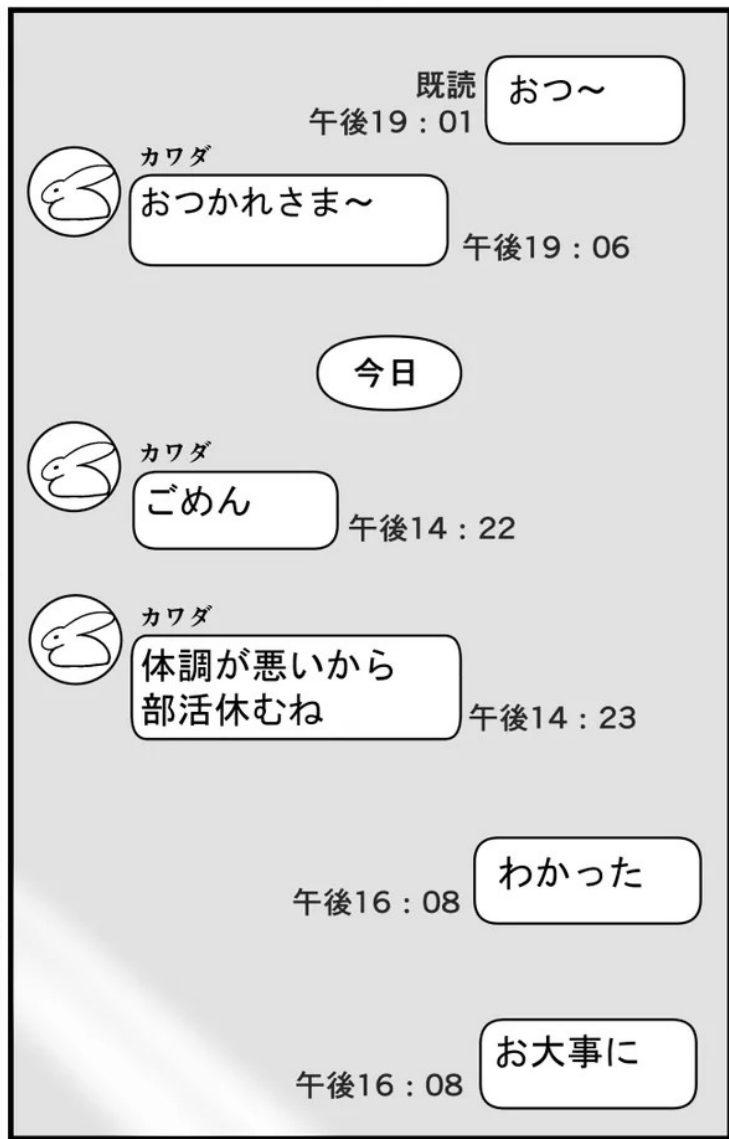 おつ～
既読
午後19：01
カワダ
おつかれさま～
午後19：06
今日
カワダ
ごめん
午後14：22
カワダ
体調が悪いから
部活休むね
午後14：23
わかった
午後16：08
お大事に
午後16：08